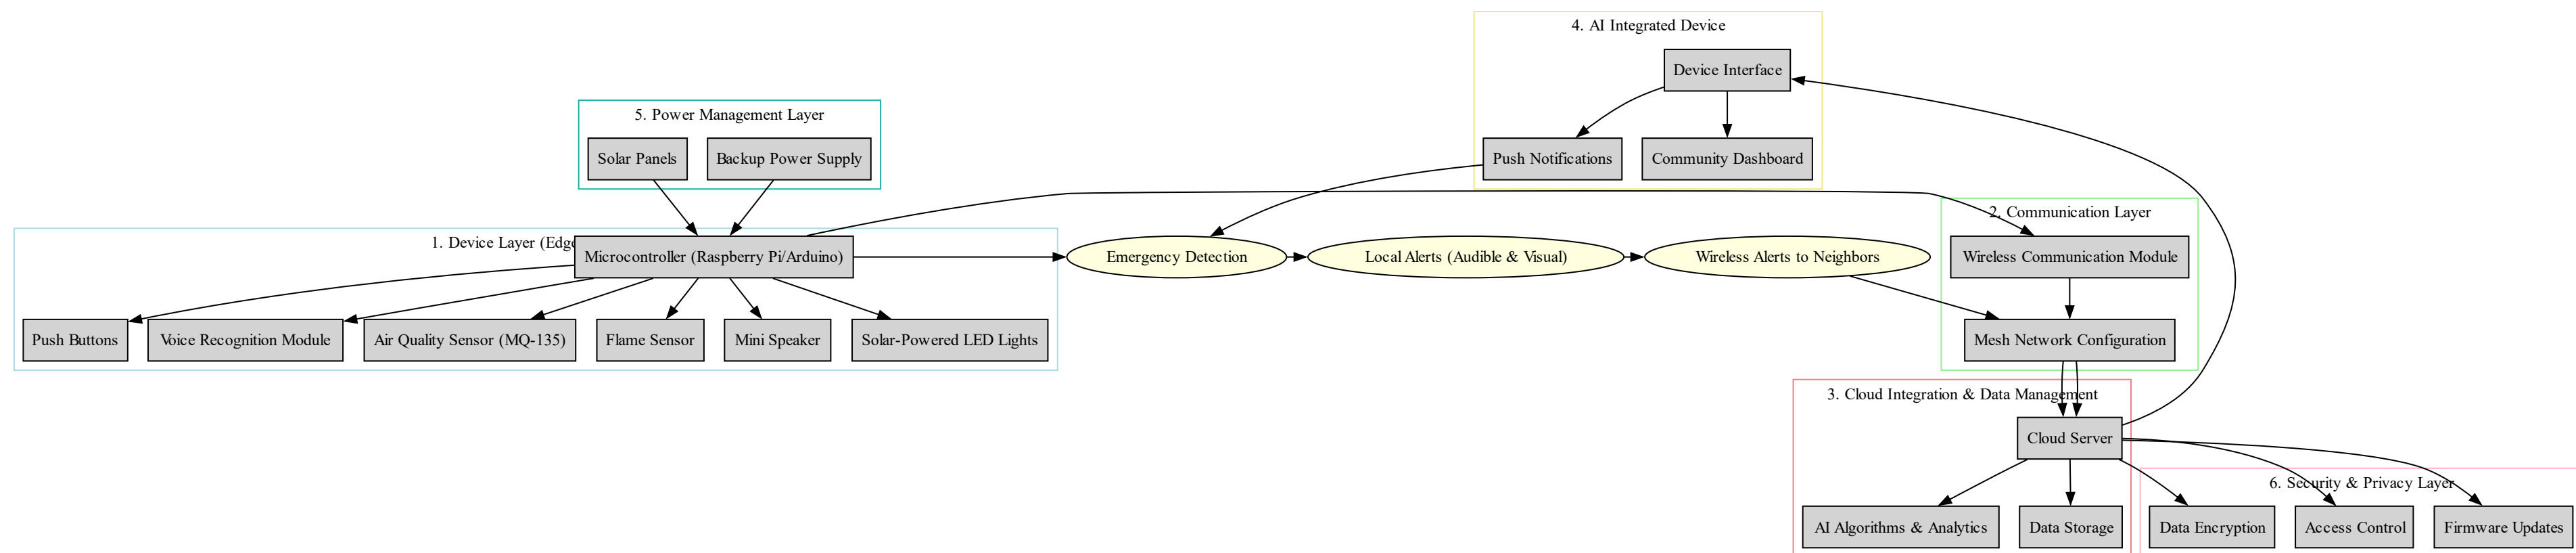 4. AI Integrated Device
Device Interface
5. Power Management Layer
Solar Panels
Backup Power Supply
Push Notifications
Community Dashboard
2. Communication Layer
1. Device Layer (Edge
Microcontroller (Raspberry Pi/Arduino)
Emergency Detection
Local Alerts (Audible & Visual)
Wireless Alerts to Neighbors
Wireless Communication Module
Push Buttons
Voice Recognition Module
Air Quality Sensor (MQ-135)
Flame Sensor
Mini Speaker
Solar-Powered LED Lights
Mesh Network Configuration
3. Cloud Integration & Data Management
Cloud Server
6. Security & Privacy Layer
AI Algorithms & Analytics
Data Storage
Data Encryption
Access Control
Firmware Updates